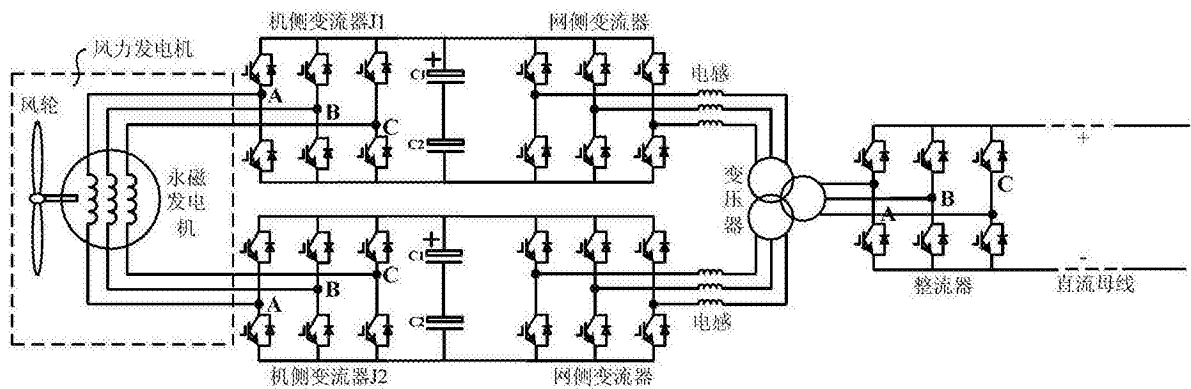 机侧变流器J1
网侧变流器
风力发电机
风轮
永磁
发电
机
A
B
C
+
C1
C2
电感
变
压
器
A
B
C
+
-
整流器
直流母线
+
C1
C2
C
B
A
电感
机侧变流器J2
网侧变流器